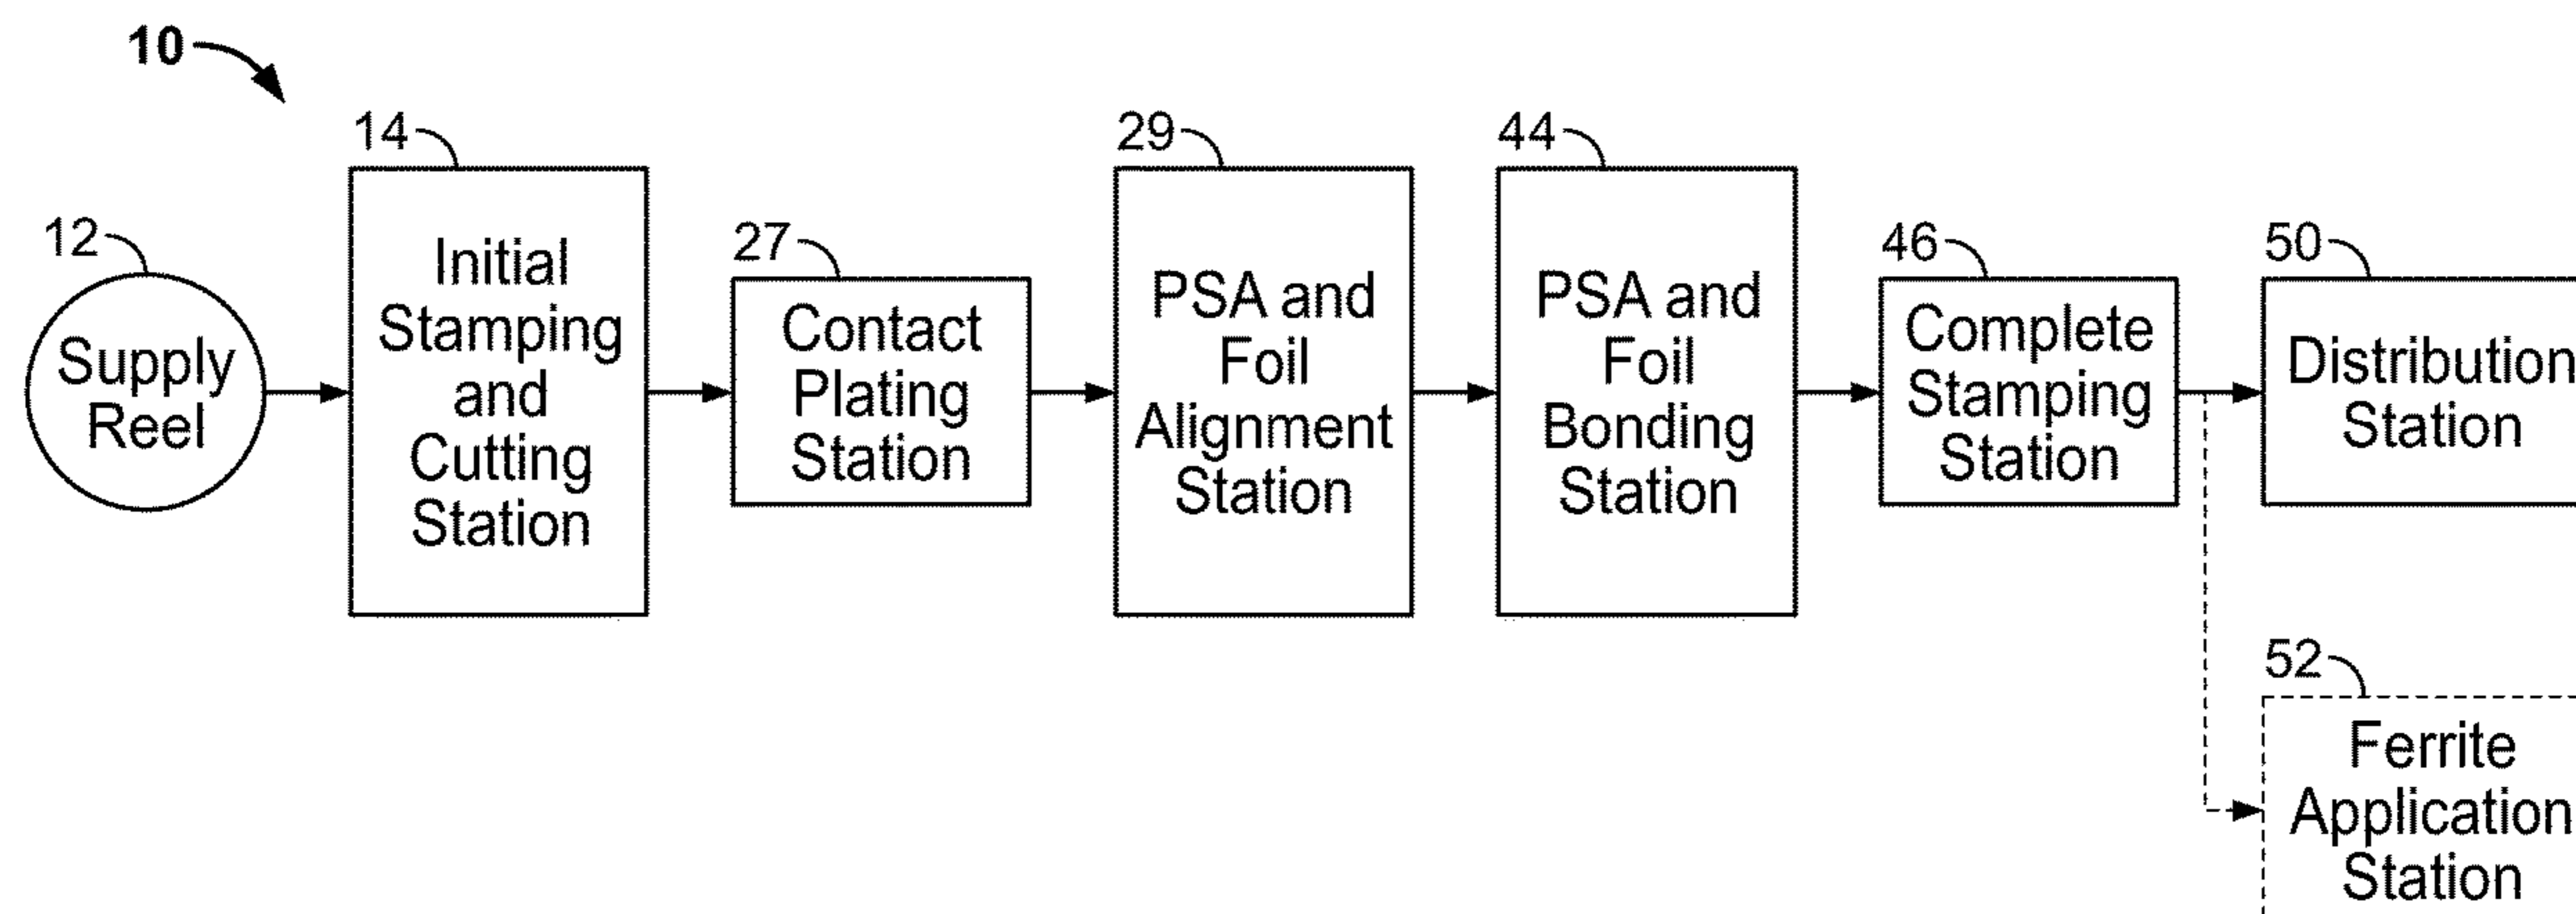 10
12
Supply
Reel
14
Initial
Stamping
and
Cutting
Station
27
Contact
Plating
Station
29
PSA and
Foil
Alignment
Station
44
PSA and
Foil
Bonding
Station
46
Complete
Stamping
Station
50
Distribution
Station
52
Ferrite
Application
Station